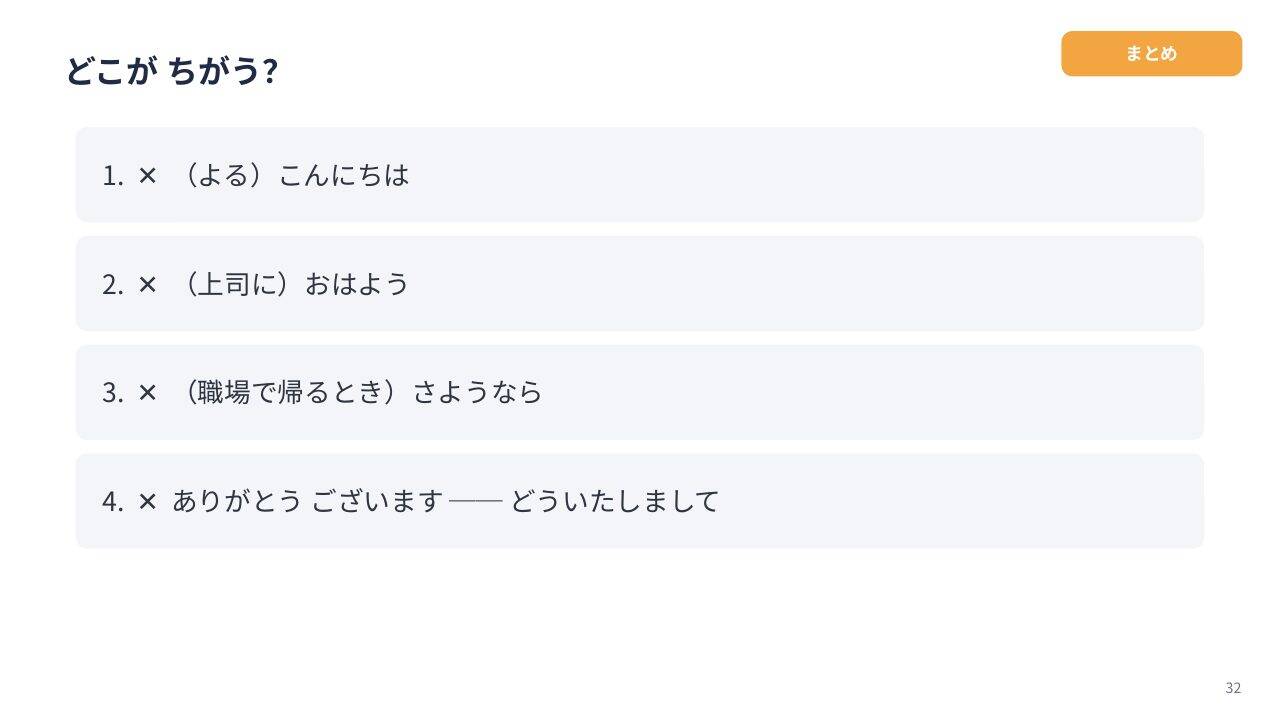 どこが ちがう?
まとめ
1. × （よる）こんにちは
2. × （上司に）おはよう
3. × （職場で帰るとき）さようなら
4. × ありがとう ございます ── どういたしまして
32